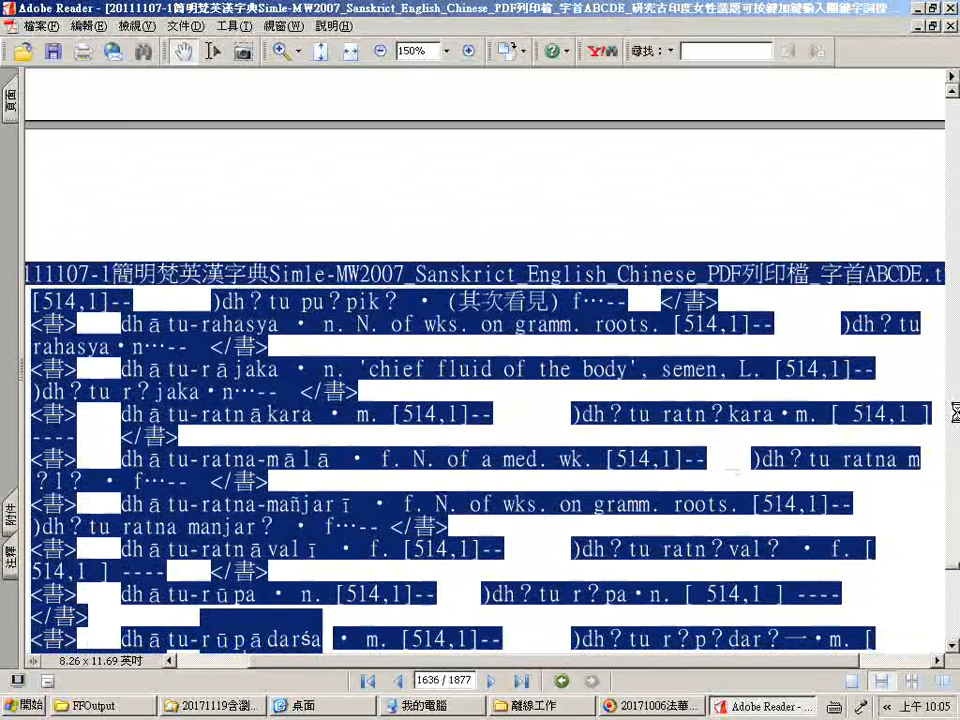 Adobe Reader - [20111107-1簡明梵英漢字典Simle-MW2007_Sanskrict_English_Chinese_PDF列印檔_字首ABCDE_研究古印度女性議題可按鍵加鍵輸入關鍵字詞搜
檔案(F) 編輯(E) 檢視(V) 文件(D) 工具(T) 視窗(W) 說明(H)
150% Y! 尋找:
頁面
111107-1簡明梵英漢字典Simle-MW2007_Sanskrict_English_Chinese_PDF列印檔_字首ABCDE.t
[514,1]-- )dh?tu pu?pik? · (其次看見) f…-- </書>
<書> dhātu-rahasya · n. N. of wks. on gramm. roots. [514,1]-- )dh?tu
rahasya·n…-- </書>
<書> dhātu-rājaka · n. 'chief fluid of the body', semen, L. [514,1]--
)dh?tu r?jaka·n…-- </書>
<書> dhātu-ratnākara · m. [514,1]-- )dh?tu ratn?kara·m. [ 514,1 ]
---- </書>
<書> dhātu-ratna-mālā · f. N. of a med. wk. [514,1]-- )dh?tu ratna m
?l? · f…-- </書>
<書> dhātu-ratna-mañjarī · f. N. of wks. on gramm. roots. [514,1]--
)dh?tu ratna manjar? · f…-- </書>
<書> dhātu-ratnāvalī · f. [514,1]-- )dh?tu ratn?val? · f. [
514,1 ] ---- </書>
<書> dhātu-rūpa · n. [514,1]-- )dh?tu r?pa·n. [ 514,1 ] ----
</書>
<書> dhātu-rūpādarśa · m. [514,1]-- )dh?tu r?p?dar?一·m. [
附件
註釋
8.26 x 11.69 英吋
1636 / 1877
開始 FFOutput 20171119含瀏... 桌面 我的電腦 離線工作 20171006法華... Adobe Reader - ... 上午 10:05